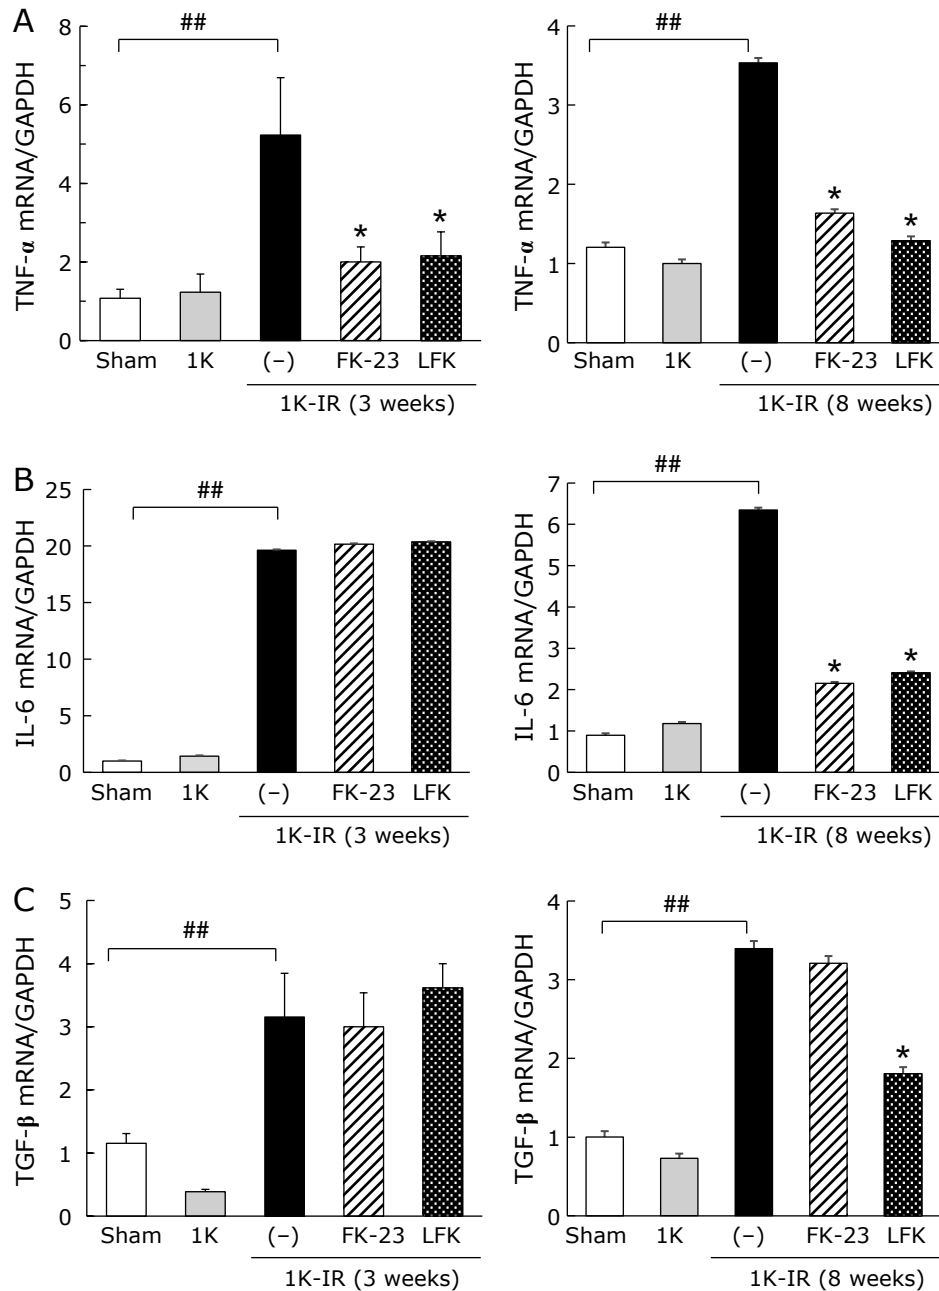 A
TNF-α mRNA/GAPDH
8
6
4
2
0
##
*
*
Sham 1K (−) FK-23 LFK
1K-IR (3 weeks)
TNF-α mRNA/GAPDH
4
3
2
1
0
##
*
*
Sham 1K (−) FK-23 LFK
1K-IR (8 weeks)
B
IL-6 mRNA/GAPDH
25
20
15
10
5
0
##
Sham 1K (−) FK-23 LFK
1K-IR (3 weeks)
IL-6 mRNA/GAPDH
7
6
5
4
3
2
1
0
##
*
*
Sham 1K (−) FK-23 LFK
1K-IR (8 weeks)
C
TGF-β mRNA/GAPDH
5
4
3
2
1
0
##
Sham 1K (−) FK-23 LFK
1K-IR (3 weeks)
TGF-β mRNA/GAPDH
4
3
2
1
0
##
*
Sham 1K (−) FK-23 LFK
1K-IR (8 weeks)